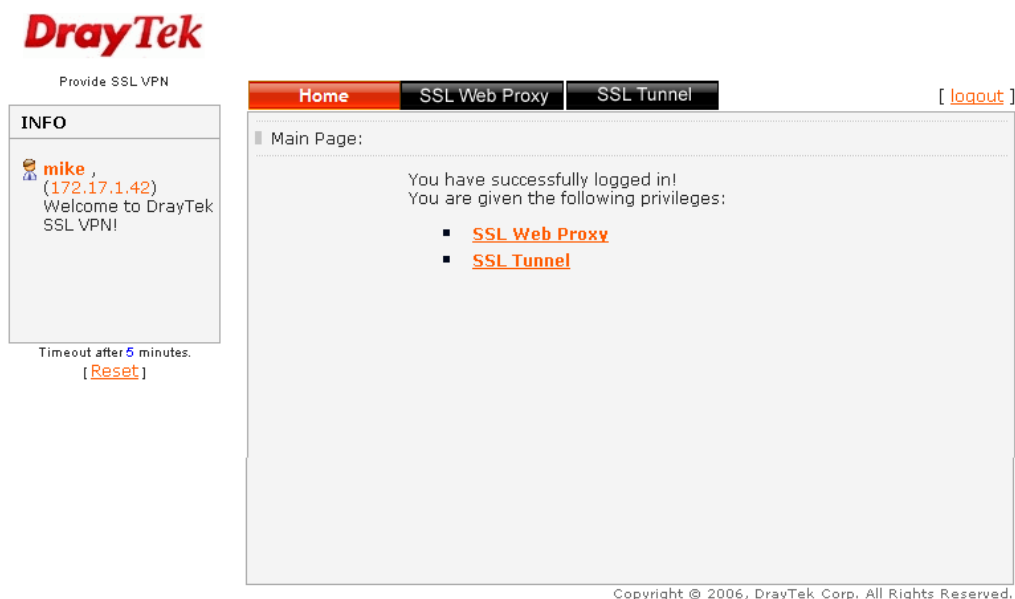 DrayTek
Provide SSL VPN
Home SSL Web Proxy SSL Tunnel [ logout ]
INFO
mike ,
(172.17.1.42)
Welcome to DrayTek
SSL VPN!
Timeout after 5 minutes.
[ Reset ]
Main Page:
You have successfully logged in!
You are given the following privileges:
SSL Web Proxy
SSL Tunnel
Copyright © 2006, DrayTek Corp. All Rights Reserved.